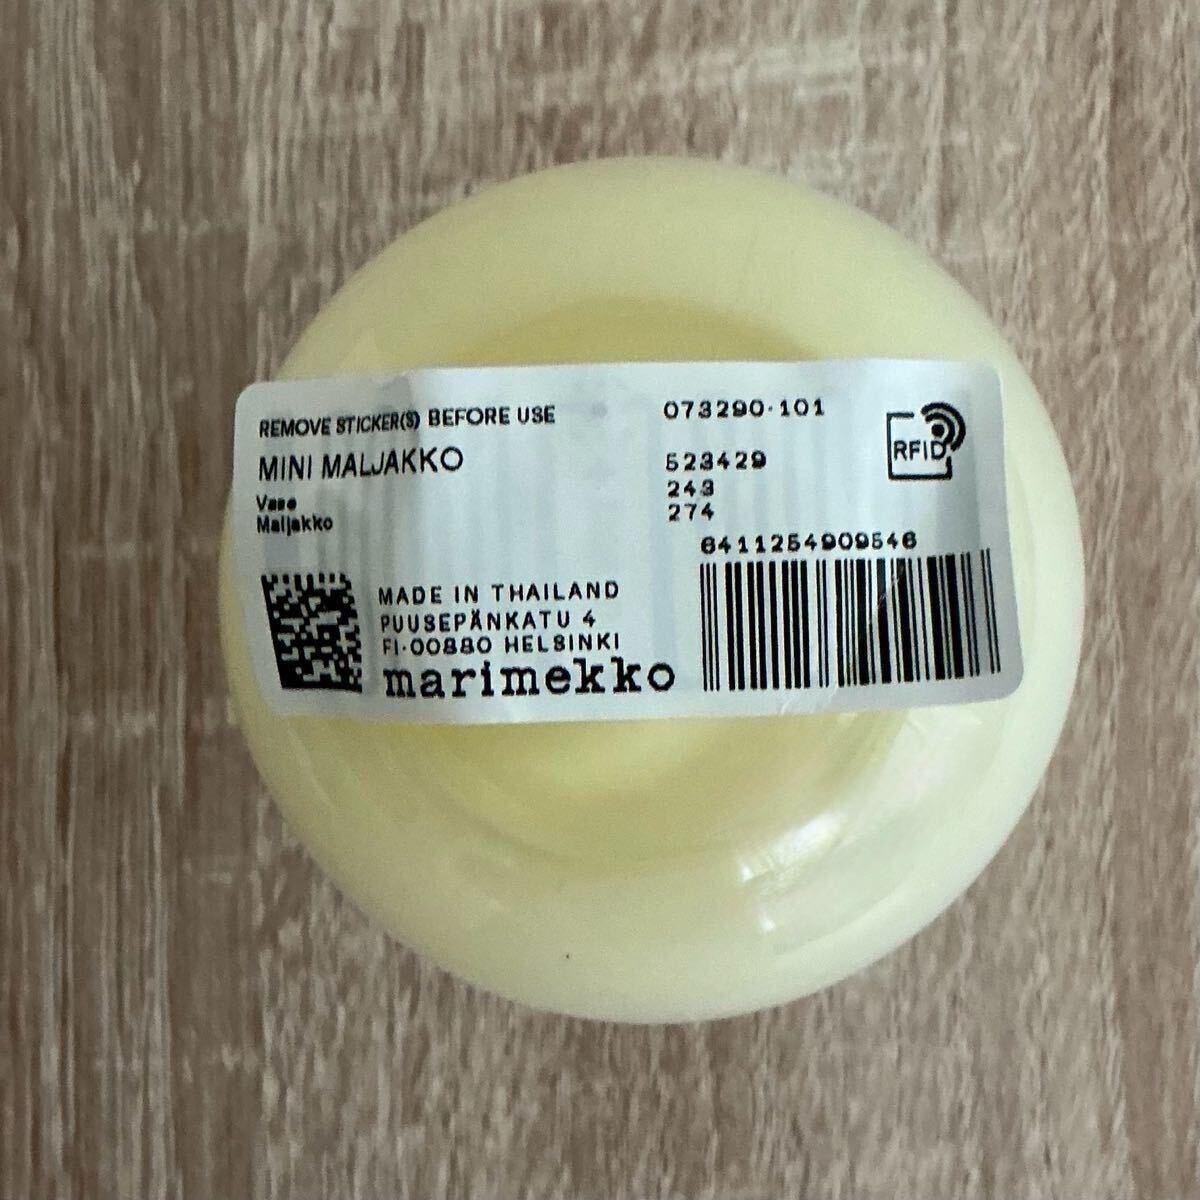 REMOVE STICKER(S) BEFORE USE
MINI MALJAKKO
Vase
Maljakko
073290-101
523429
243
274
RFID
6411254909546
MADE IN THAILAND
PUUSEPÄNKATU 4
FI-00880 HELSINKI
marimekko